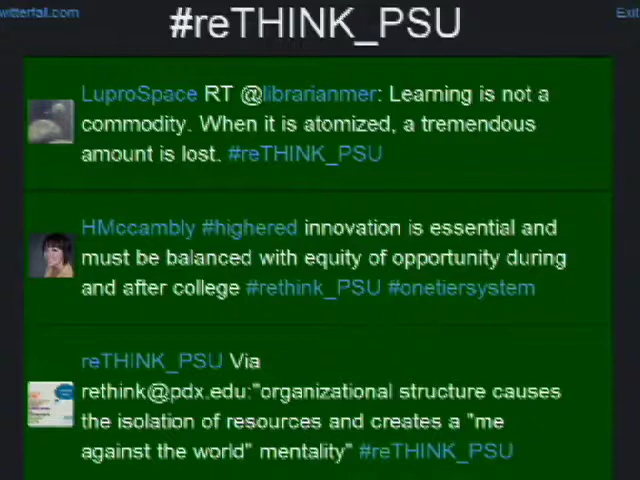 witterfall.com
#reTHINK_PSU
Exit
LuproSpace RT @librarianmer: Learning is not a
commodity. When it is atomized, a tremendous
amount is lost. #reTHINK_PSU
HMccambly #highered innovation is essential and
must be balanced with equity of opportunity during
and after college #rethink_PSU #onetiersystem
reTHINK_PSU Via
rethink@pdx.edu:"organizational structure causes
the isolation of resources and creates a "me
against the world" mentality" #reTHINK_PSU